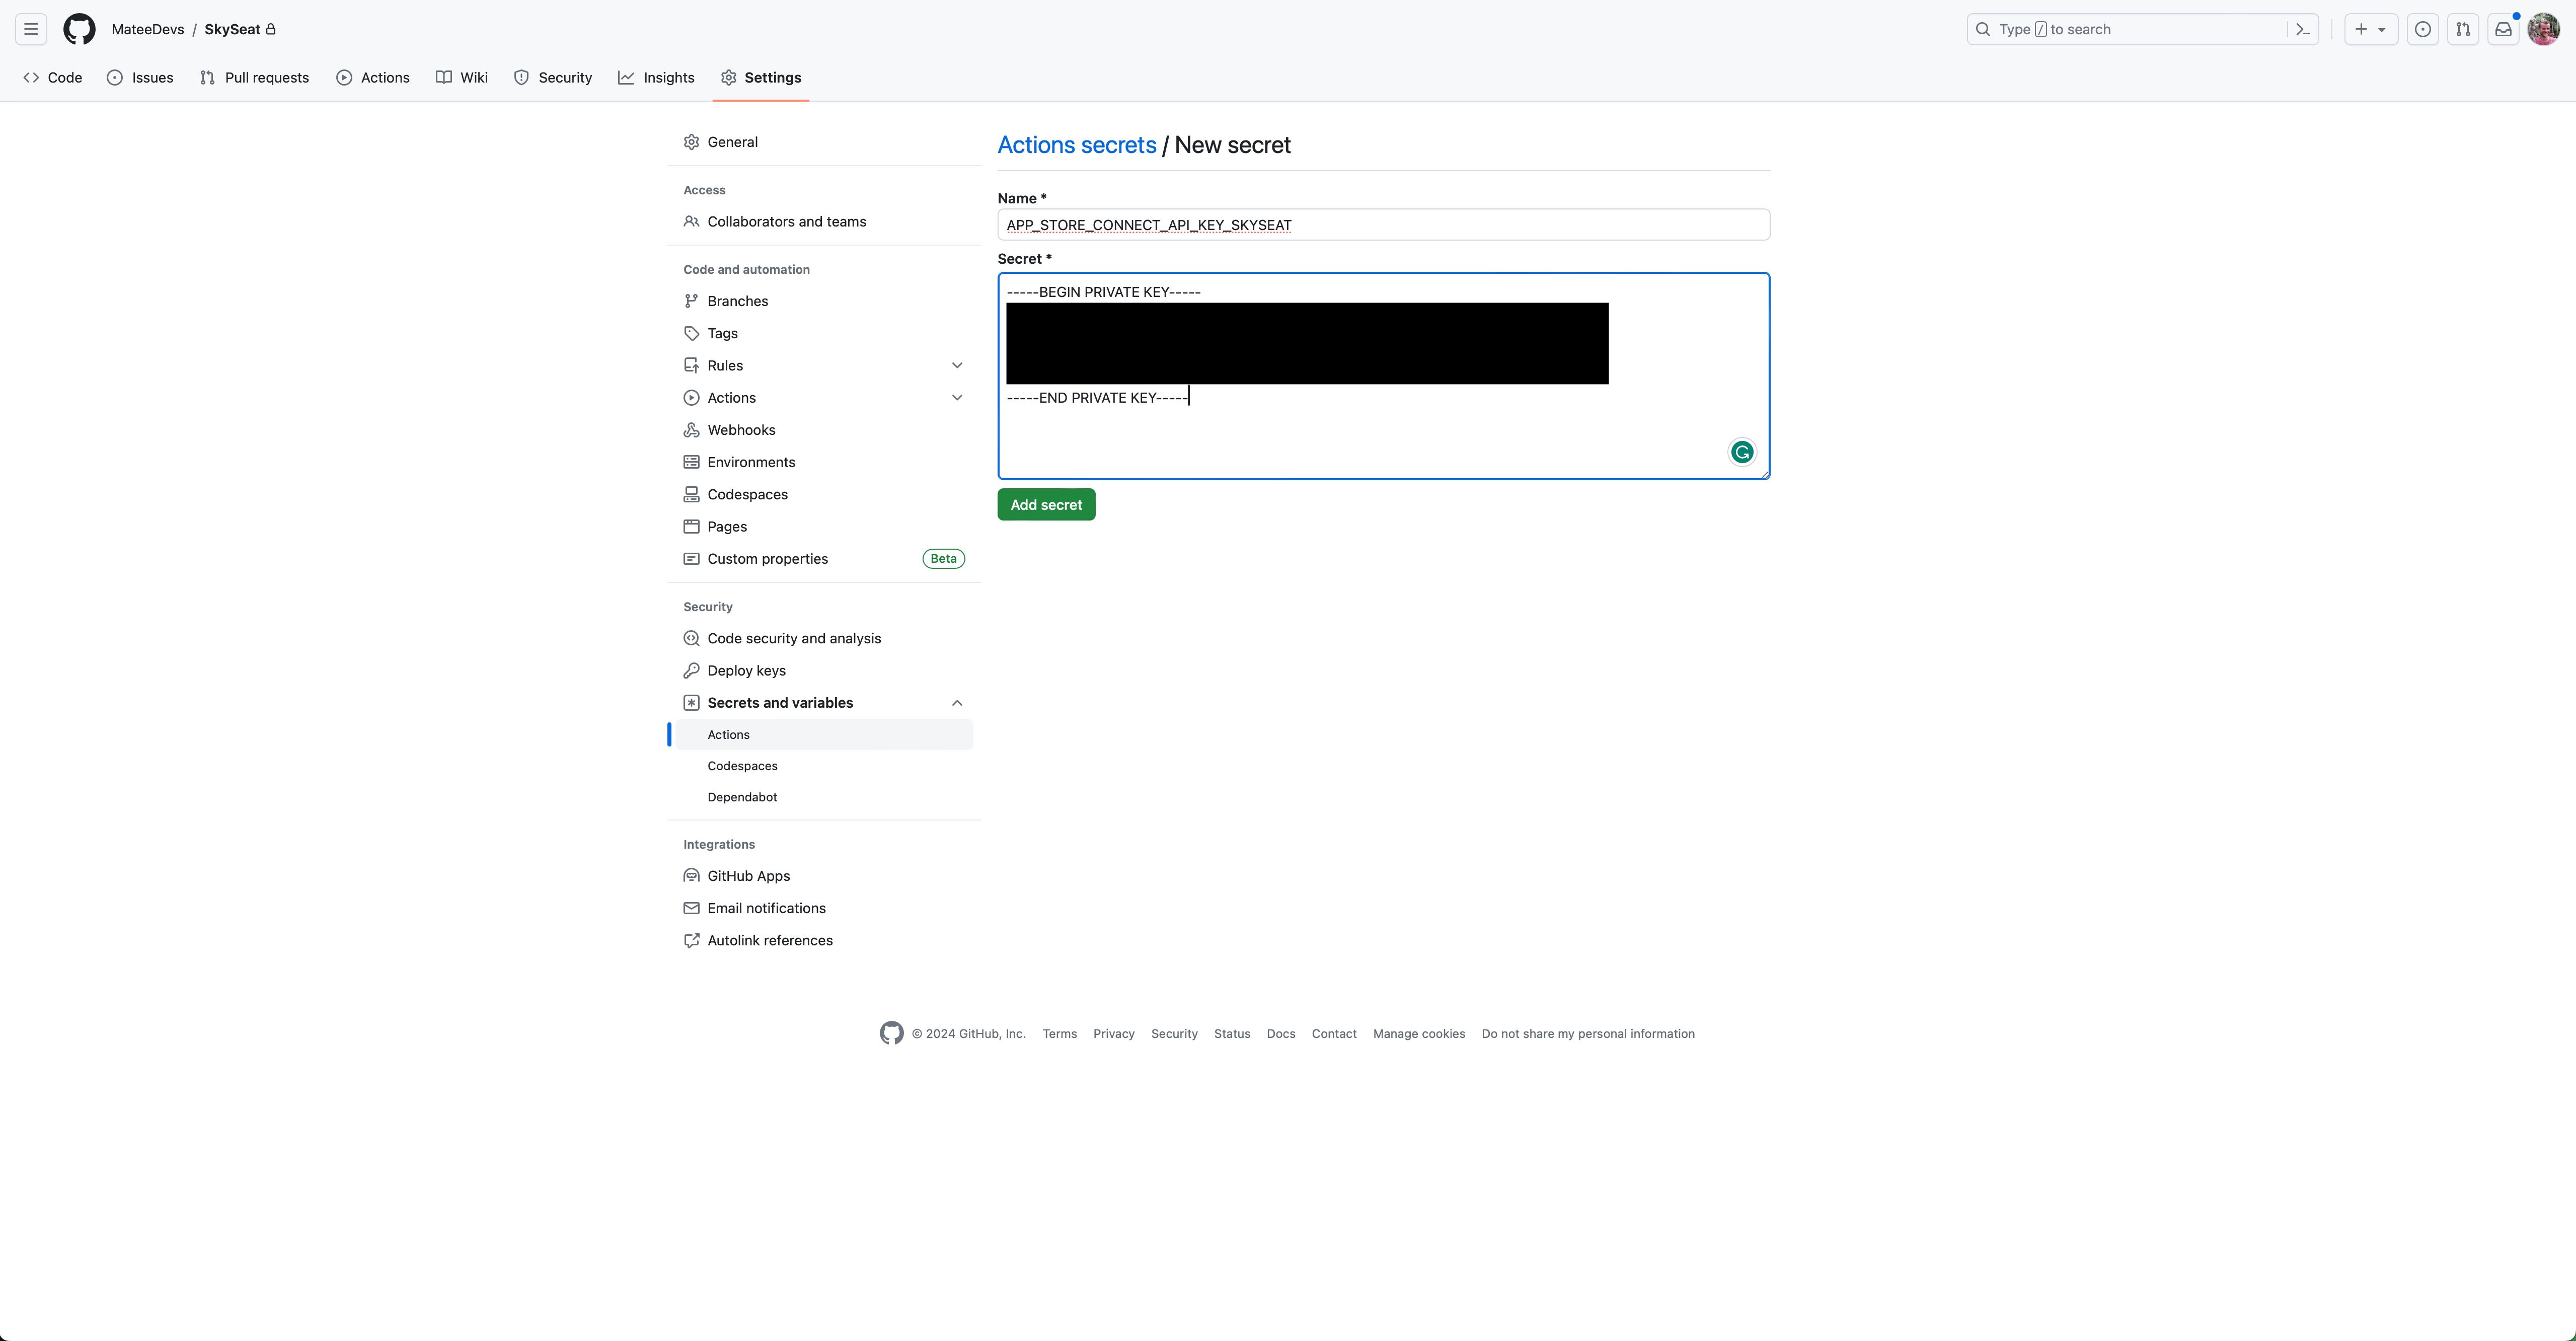 MateeDevs / SkySeat
Type / to search
Code
Issues
Pull requests
Actions
Wiki
Security
Insights
Settings
General
Access
Collaborators and teams
Code and automation
Branches
Tags
Rules
Actions
Webhooks
Environments
Codespaces
Pages
Custom properties
Beta
Security
Code security and analysis
Deploy keys
Secrets and variables
Actions
Codespaces
Dependabot
Integrations
GitHub Apps
Email notifications
Autolink references
Actions secrets / New secret
Name *
APP_STORE_CONNECT_API_KEY_SKYSEAT
Secret *
-----BEGIN PRIVATE KEY-----
-----END PRIVATE KEY-----
Add secret
© 2024 GitHub, Inc.
Terms
Privacy
Security
Status
Docs
Contact
Manage cookies
Do not share my personal information